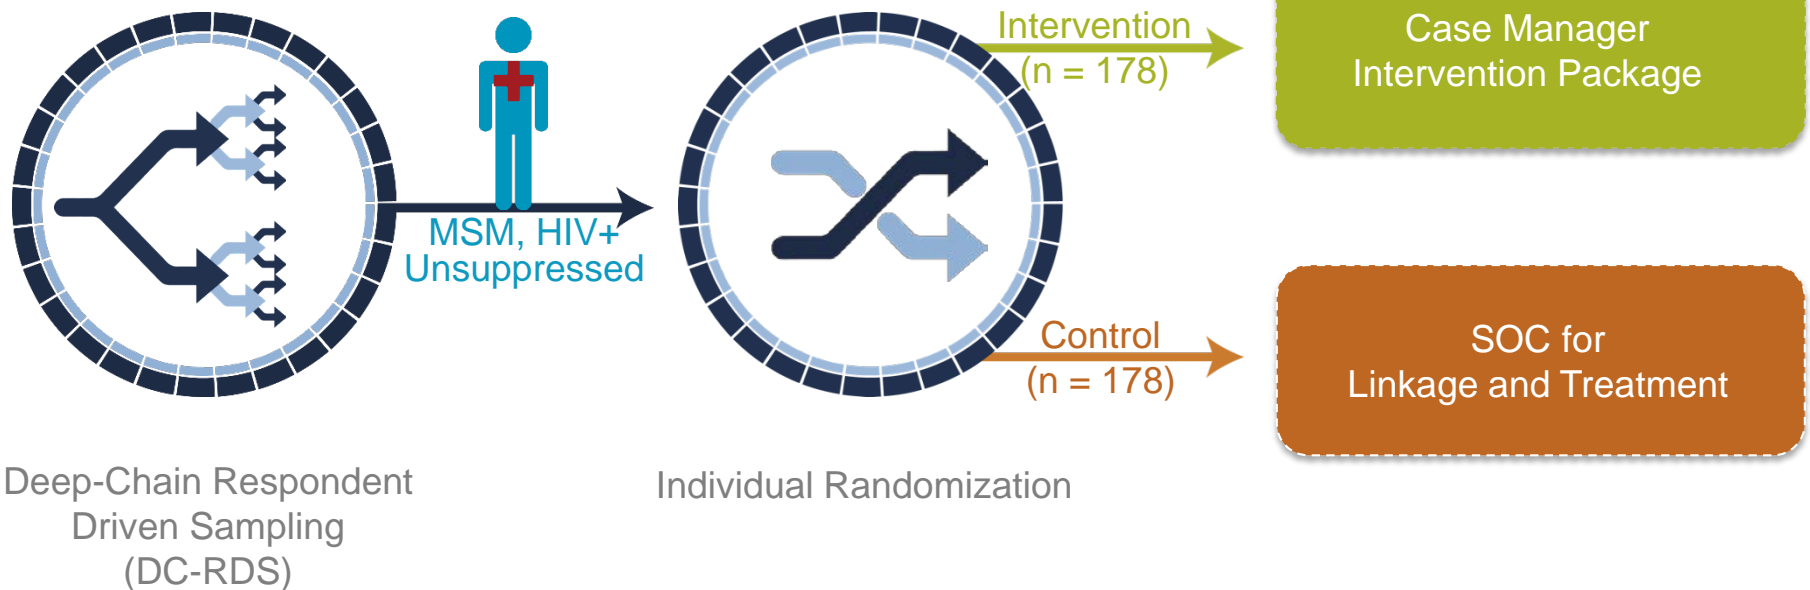 Intervention
(n = 178)
Case Manager
Intervention Package
MSM, HIV+
Unsuppressed
Control
(n = 178)
SOC for
Linkage and Treatment
Deep-Chain Respondent
Driven Sampling
(DC-RDS)
Individual Randomization